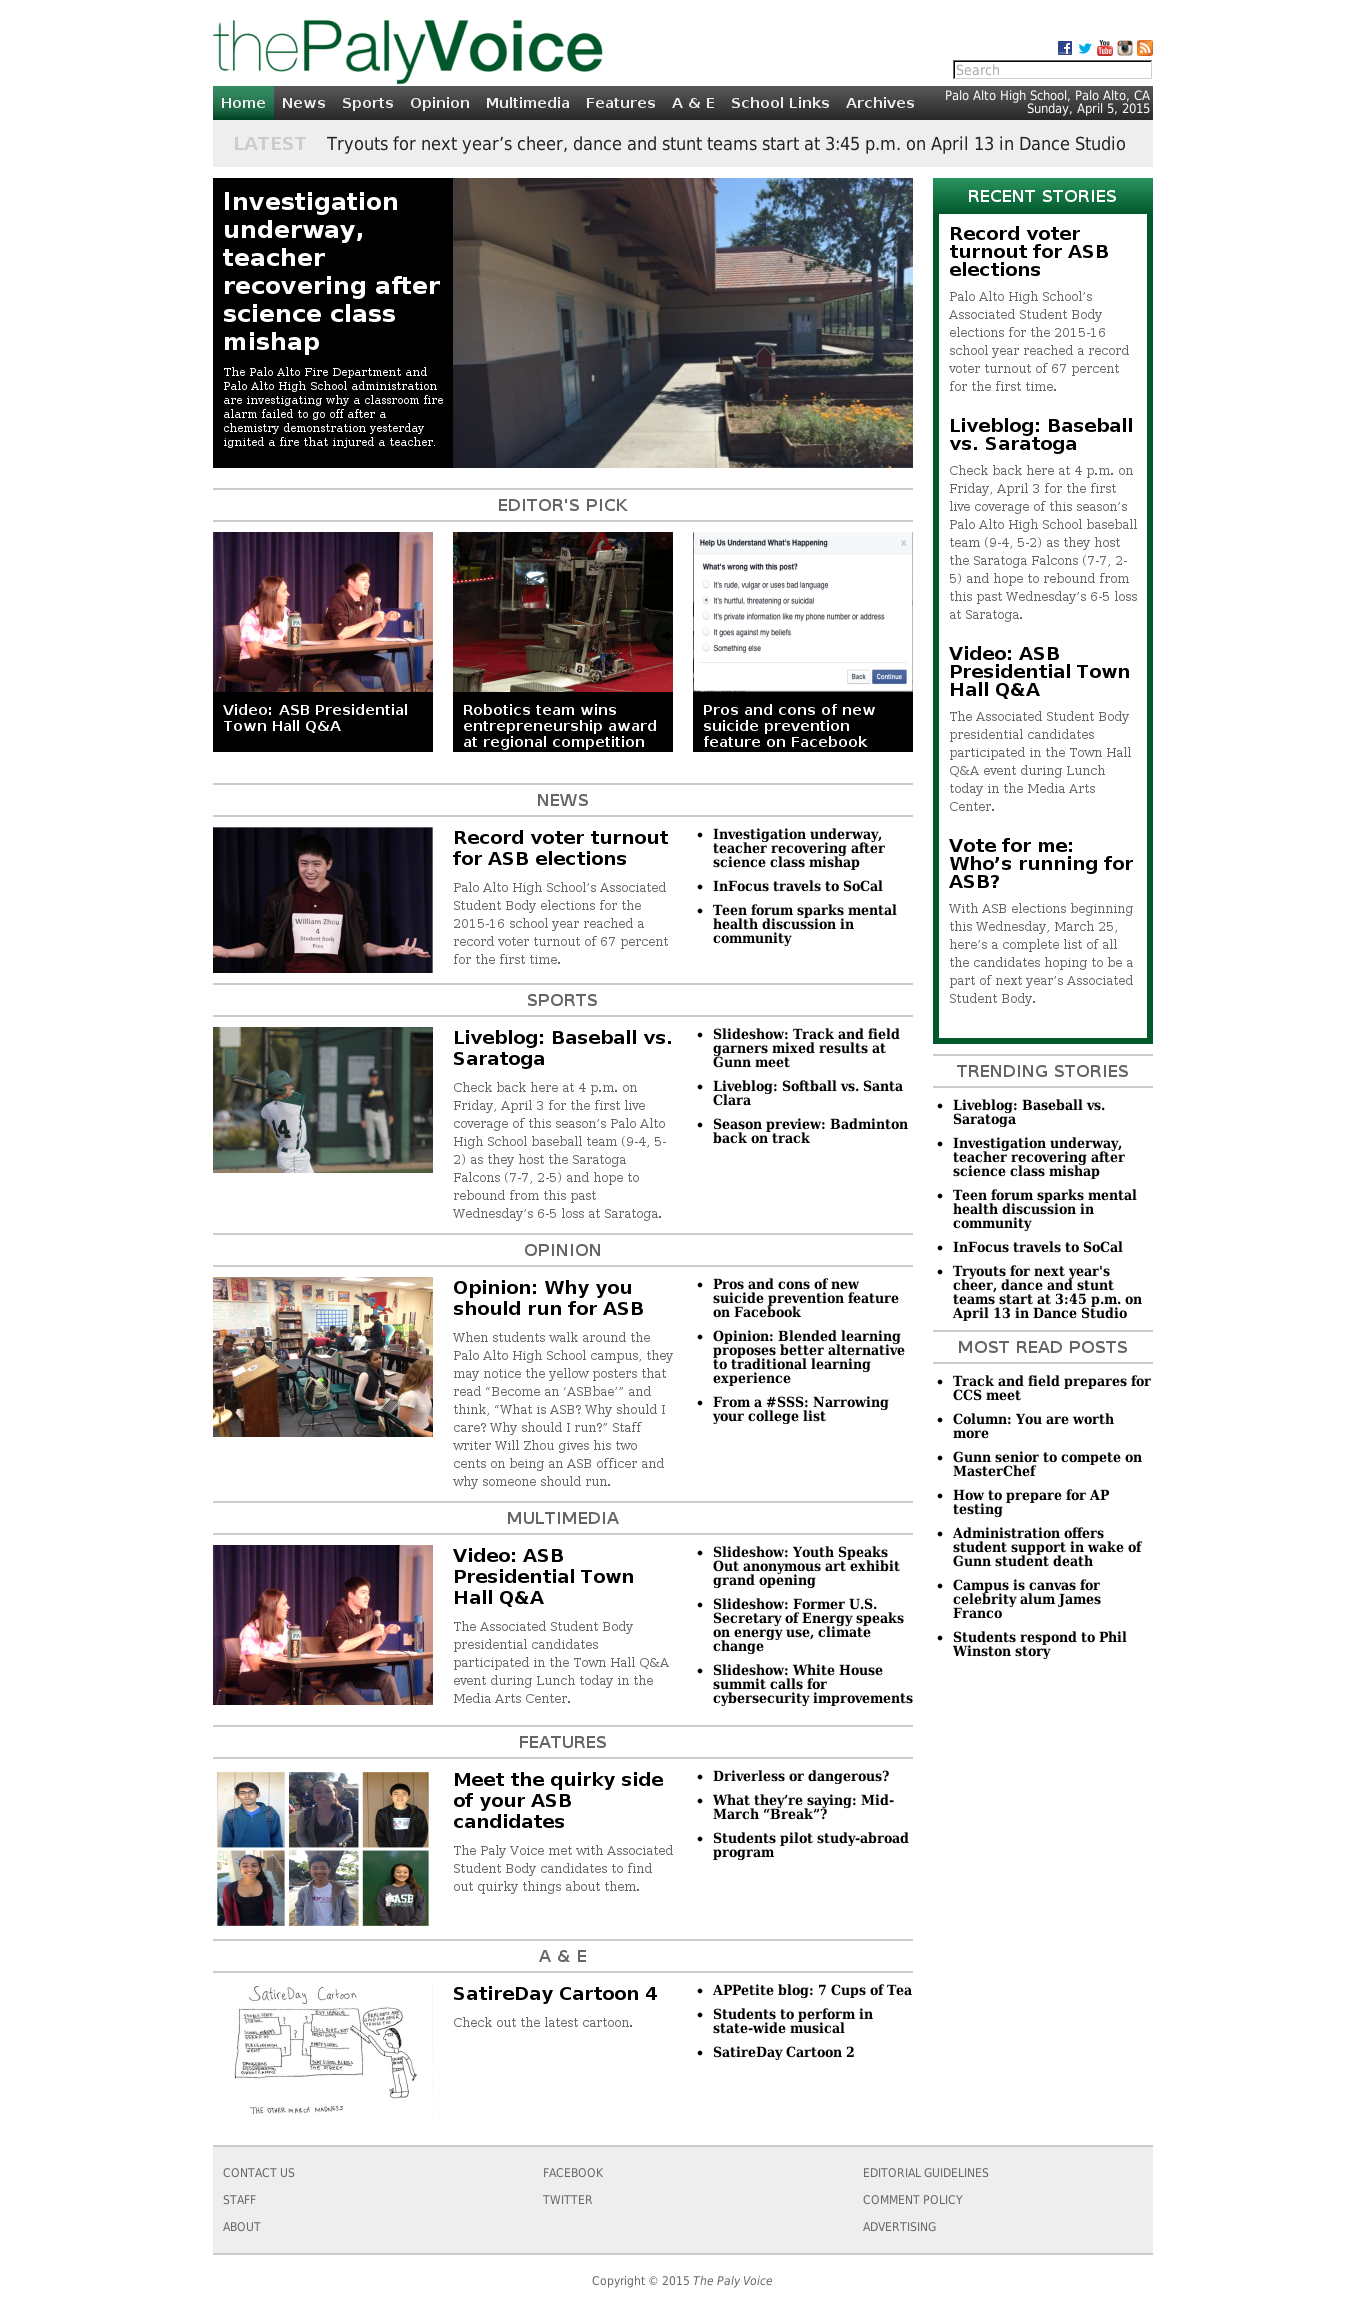 thePalyVoice
Search
Home News Sports Opinion Multimedia Features A & E School Links Archives
Palo Alto High School, Palo Alto, CA
Sunday, April 5, 2015
LATEST Tryouts for next year’s cheer, dance and stunt teams start at 3:45 p.m. on April 13 in Dance Studio
Investigation
underway,
teacher
recovering after
science class
mishap
The Palo Alto Fire Department and
Palo Alto High School administration
are investigating why a classroom fire
alarm failed to go off after a
chemistry demonstration yesterday
ignited a fire that injured a teacher.
EDITOR'S PICK
Help Us Understand What's Happening
What's wrong with this post?
It's rude, vulgar or uses bad language
It's hurtful, threatening or suicidal
It's private information like my phone number or address
It goes against my beliefs
Something else
Back Continue
Video: ASB Presidential
Town Hall Q&A
Robotics team wins
entrepreneurship award
at regional competition
Pros and cons of new
suicide prevention
feature on Facebook
NEWS
William Zhou
4
Student Body
Pres
Record voter turnout
for ASB elections
Palo Alto High School’s Associated
Student Body elections for the
2015-16 school year reached a
record voter turnout of 67 percent
for the first time.
Investigation underway,
teacher recovering after
science class mishap
InFocus travels to SoCal
Teen forum sparks mental
health discussion in
community
SPORTS
Liveblog: Baseball vs.
Saratoga
Check back here at 4 p.m. on
Friday, April 3 for the first live
coverage of this season’s Palo Alto
High School baseball team (9-4, 5-
2) as they host the Saratoga
Falcons (7-7, 2-5) and hope to
rebound from this past
Wednesday’s 6-5 loss at Saratoga.
Slideshow: Track and field
garners mixed results at
Gunn meet
Liveblog: Softball vs. Santa
Clara
Season preview: Badminton
back on track
OPINION
Opinion: Why you
should run for ASB
When students walk around the
Palo Alto High School campus, they
may notice the yellow posters that
read “Become an ‘ASBbae’” and
think, “What is ASB? Why should I
care? Why should I run?” Staff
writer Will Zhou gives his two
cents on being an ASB officer and
why someone should run.
Pros and cons of new
suicide prevention feature
on Facebook
Opinion: Blended learning
proposes better alternative
to traditional learning
experience
From a #SSS: Narrowing
your college list
MULTIMEDIA
Video: ASB
Presidential Town
Hall Q&A
The Associated Student Body
presidential candidates
participated in the Town Hall Q&A
event during Lunch today in the
Media Arts Center.
Slideshow: Youth Speaks
Out anonymous art exhibit
grand opening
Slideshow: Former U.S.
Secretary of Energy speaks
on energy use, climate
change
Slideshow: White House
summit calls for
cybersecurity improvements
FEATURES
Meet the quirky side
of your ASB
candidates
The Paly Voice met with Associated
Student Body candidates to find
out quirky things about them.
Driverless or dangerous?
What they’re saying: Mid-
March “Break”?
Students pilot study-abroad
program
A & E
SatireDay Cartoon
THE OTHER MARCH MADNESS
SatireDay Cartoon 4
Check out the latest cartoon.
APPetite blog: 7 Cups of Tea
Students to perform in
state-wide musical
SatireDay Cartoon 2
RECENT STORIES
Record voter
turnout for ASB
elections
Palo Alto High School’s
Associated Student Body
elections for the 2015-16
school year reached a record
voter turnout of 67 percent
for the first time.
Liveblog: Baseball
vs. Saratoga
Check back here at 4 p.m. on
Friday, April 3 for the first
live coverage of this season’s
Palo Alto High School baseball
team (9-4, 5-2) as they host
the Saratoga Falcons (7-7, 2-
5) and hope to rebound from
this past Wednesday’s 6-5 loss
at Saratoga.
Video: ASB
Presidential Town
Hall Q&A
The Associated Student Body
presidential candidates
participated in the Town Hall
Q&A event during Lunch
today in the Media Arts
Center.
Vote for me:
Who’s running for
ASB?
With ASB elections beginning
this Wednesday, March 25,
here’s a complete list of all
the candidates hoping to be a
part of next year’s Associated
Student Body.
TRENDING STORIES
Liveblog: Baseball vs.
Saratoga
Investigation underway,
teacher recovering after
science class mishap
Teen forum sparks mental
health discussion in
community
InFocus travels to SoCal
Tryouts for next year's
cheer, dance and stunt
teams start at 3:45 p.m. on
April 13 in Dance Studio
MOST READ POSTS
Track and field prepares for
CCS meet
Column: You are worth
more
Gunn senior to compete on
MasterChef
How to prepare for AP
testing
Administration offers
student support in wake of
Gunn student death
Campus is canvas for
celebrity alum James
Franco
Students respond to Phil
Winston story
CONTACT US
STAFF
ABOUT
FACEBOOK
TWITTER
EDITORIAL GUIDELINES
COMMENT POLICY
ADVERTISING
Copyright © 2015 The Paly Voice